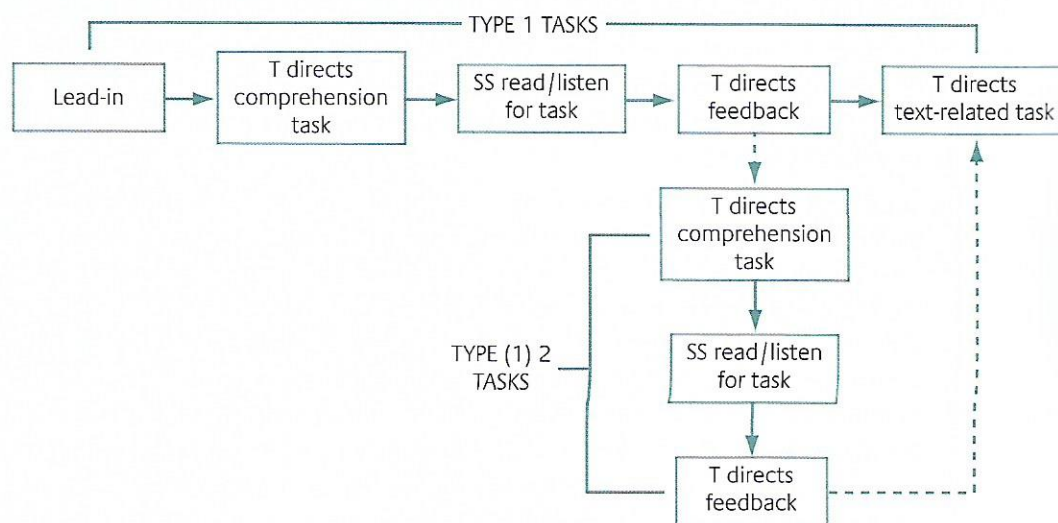 TYPE 1 TASKS
Lead-in
T directs
comprehension
task
SS read/listen
for task
T directs
feedback
T directs
text-related task
T directs
comprehension
task
TYPE (1) 2
TASKS
SS read/listen
for task
T directs
feedback